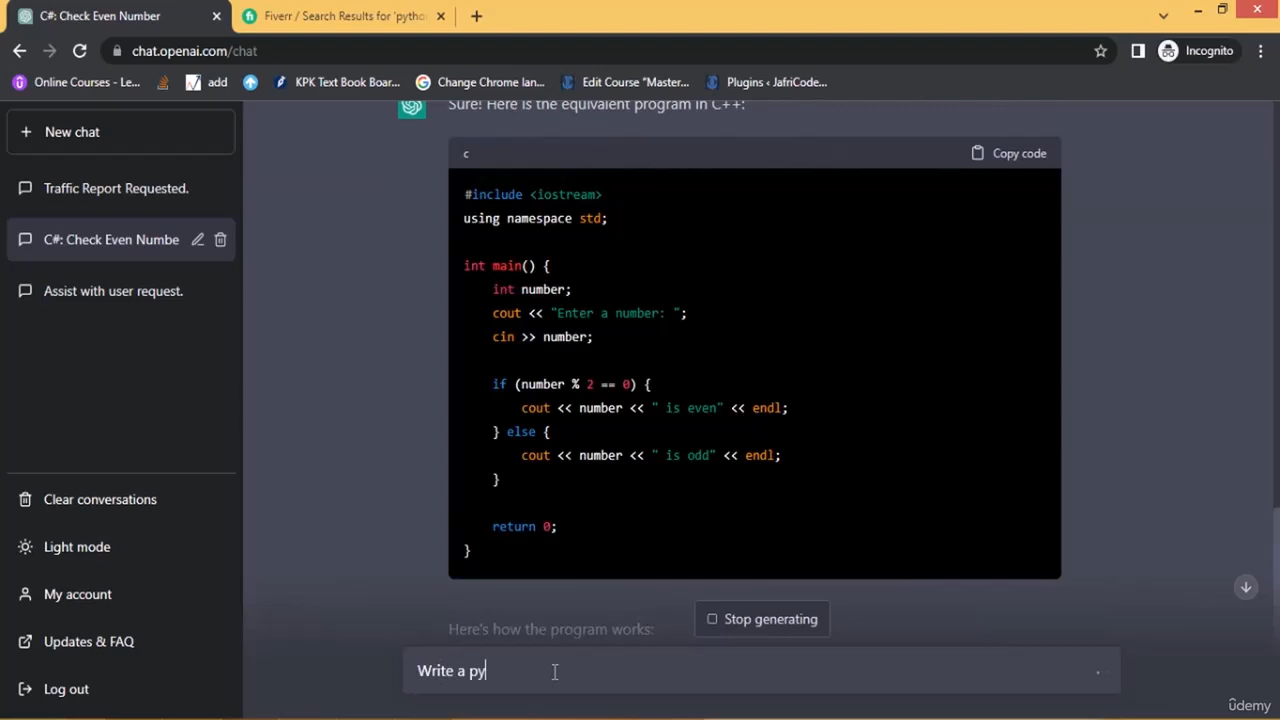 C#: Check Even Number
Fiverr / Search Results for 'pytho
chat.openai.com/chat
Incognito
Online Courses - Le...
add
KPK Text Book Boar...
Change Chrome lan...
Edit Course "Master...
Plugins ‹ JafriCode...
New chat
Traffic Report Requested.
C#: Check Even Numbe
Assist with user request.
Clear conversations
Light mode
My account
Updates & FAQ
Log out
Sure! Here is the equivalent program in C++:
c
Copy code
#include <iostream>
using namespace std;
int main() {
int number;
cout << "Enter a number: ";
cin >> number;
if (number % 2 == 0) {
cout << number << " is even" << endl;
} else {
cout << number << " is odd" << endl;
}
return 0;
}
Here's how the program works:
Stop generating
Write a py
ûdemy